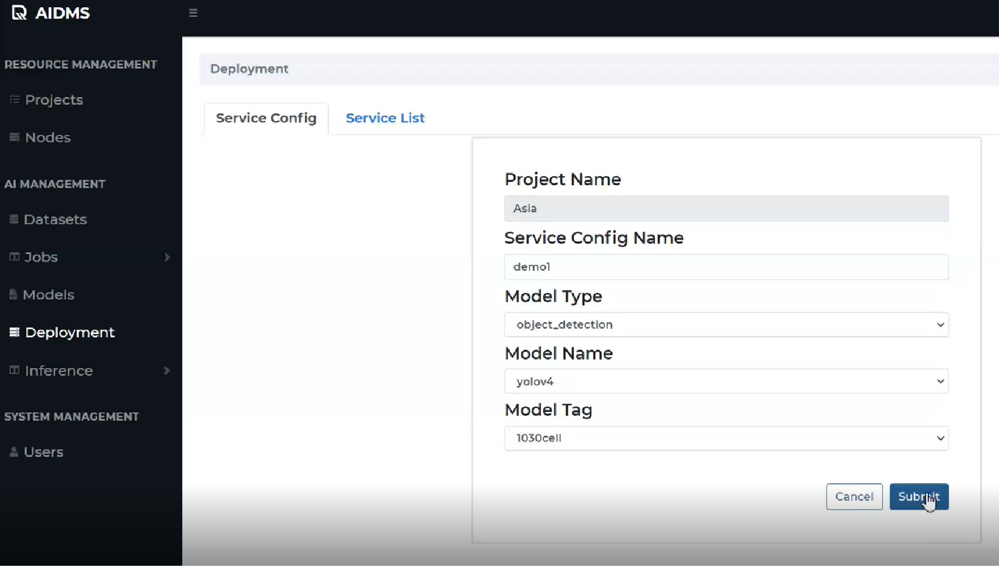 AIDMS
RESOURCE MANAGEMENT
Projects
Nodes
AI MANAGEMENT
Datasets
Jobs
Models
Deployment
Inference
SYSTEM MANAGEMENT
Users
Deployment
Service Config
Service List
Project Name
Asia
Service Config Name
demo1
Model Type
object_detection
Model Name
yolov4
Model Tag
1030cell
Cancel
Submit